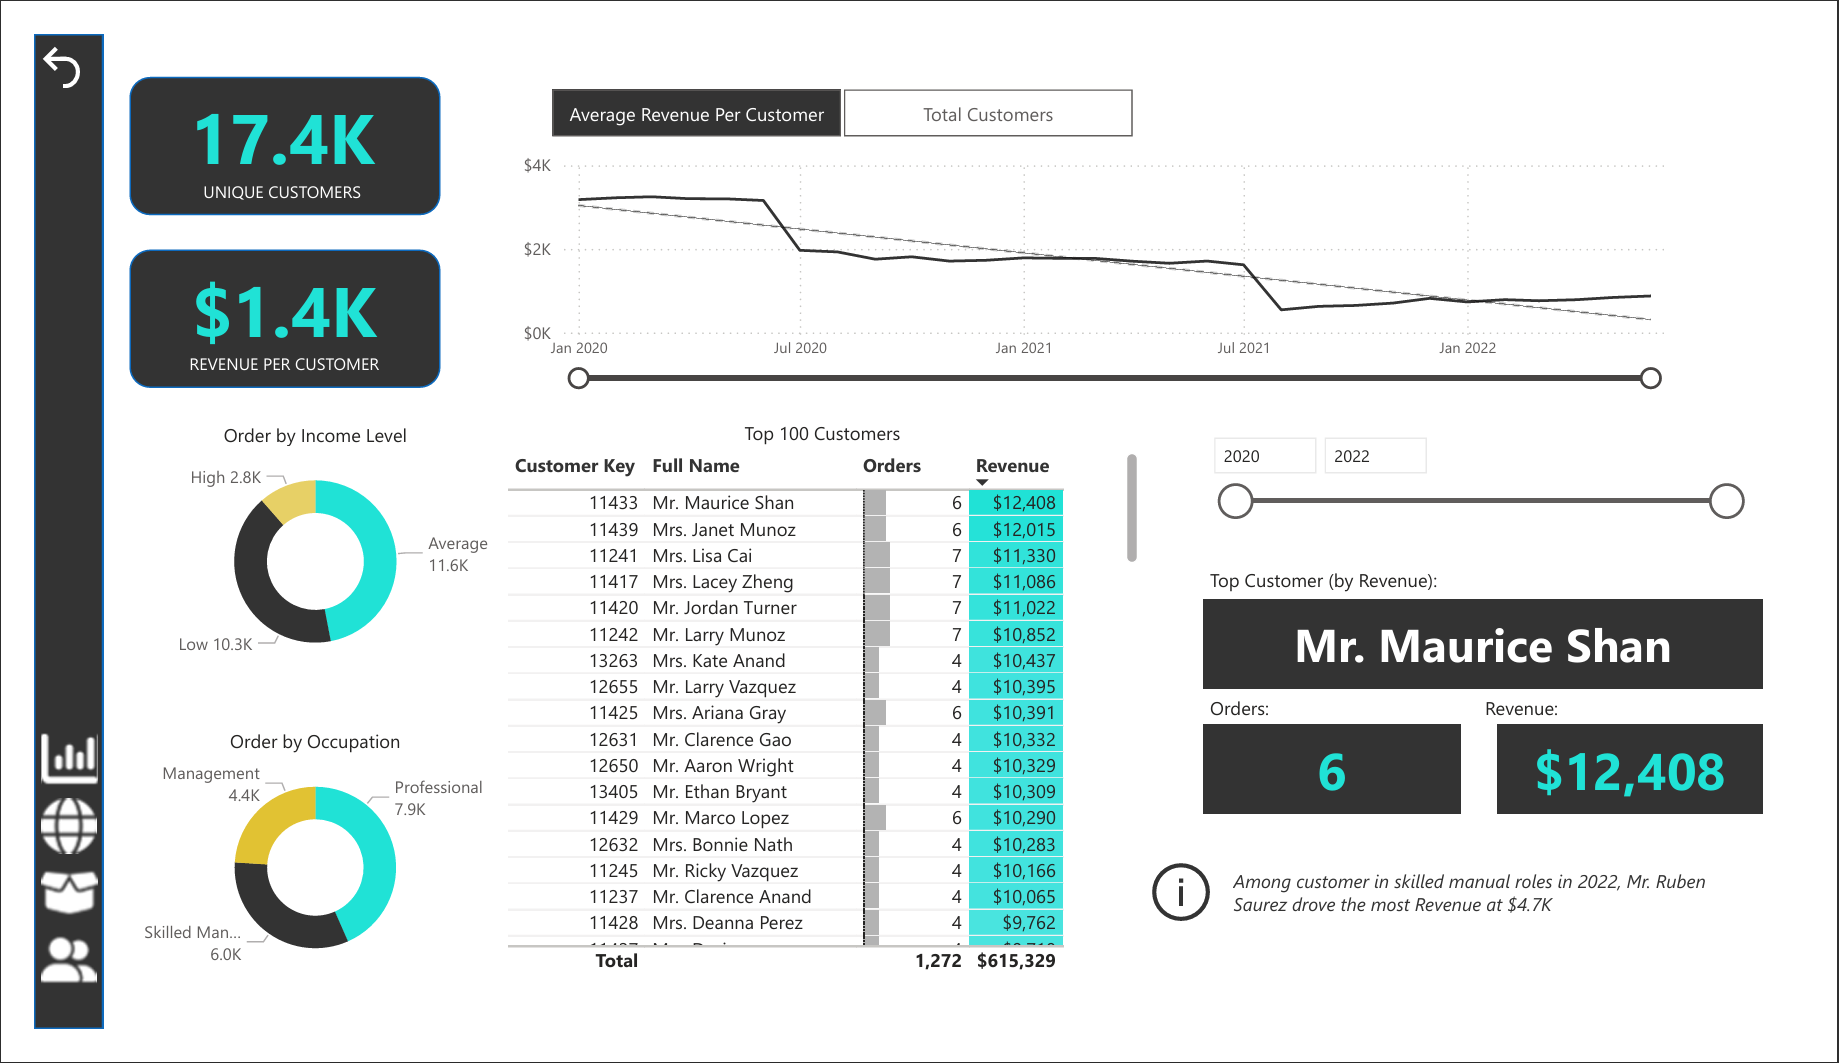 17.4K
UNIQUE CUSTOMERS
$1.4K
REVENUE PER CUSTOMER
Average Revenue Per Customer
Total Customers
$4K
$2K
$0K
Jan 2020
Jul 2020
Jan 2021
Jul 2021
Jan 2022
Order by Income Level
High 2.8K
Average
11.6K
Low 10.3K
Order by Occupation
Management
4.4K
Professional
7.9K
Skilled Man...
6.0K
Top 100 Customers
Customer Key Full Name Orders Revenue
11433 Mr. Maurice Shan 6 $12,408
11439 Mrs. Janet Munoz 6 $12,015
11241 Mrs. Lisa Cai 7 $11,330
11417 Mrs. Lacey Zheng 7 $11,086
11420 Mr. Jordan Turner 7 $11,022
11242 Mr. Larry Munoz 7 $10,852
13263 Mrs. Kate Anand 4 $10,437
12655 Mr. Larry Vazquez 4 $10,395
11425 Mrs. Ariana Gray 6 $10,391
12631 Mr. Clarence Gao 4 $10,332
12650 Mr. Aaron Wright 4 $10,329
13405 Mr. Ethan Bryant 4 $10,309
11429 Mr. Marco Lopez 6 $10,290
12632 Mrs. Bonnie Nath 4 $10,283
11245 Mr. Ricky Vazquez 4 $10,166
11237 Mr. Clarence Anand 4 $10,065
11428 Mrs. Deanna Perez 4 $9,762
Total 1,272 $615,329
2020
2022
Top Customer (by Revenue):
Mr. Maurice Shan
Orders:
Revenue:
6
$12,408
Among customer in skilled manual roles in 2022, Mr. Ruben
Saurez drove the most Revenue at $4.7K